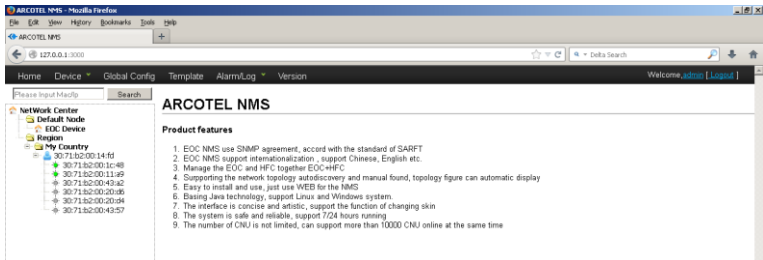 ARCOTEL NMS - Mozilla Firefox
File Edit View History Bookmarks Tools Help
ARCOTEL NMS
127.0.0.1:3000
Delta Search
Home Device Global Config Template Alarm/Log Version Welcome,admin [ Logout ]
Please Input Mac/Ip Search
NetWork Center
Default Node
EOC Device
Region
My Country
30:71:b2:00:14:fd
30:71:b2:00:1c:48
30:71:b2:00:11:a9
30:71:b2:00:43:a2
30:71:b2:00:20:d6
30:71:b2:00:20:d4
30:71:b2:00:43:57
ARCOTEL NMS
Product features
1. EOC NMS use SNMP agreement, accord with the standard of SARFT
2. EOC NMS support internationalization , support Chinese, English etc.
3. Manage the EOC and HFC together EOC+HFC
4. Supporting the network topology autodiscovery and manual found, topology figure can automatic display
5. Easy to install and use, just use WEB for the NMS
6. Basing Java technology, support Linux and Windows system.
7. The interface is concise and artistic, support the function of changing skin
8. The system is safe and reliable, support 7/24 hours running
9. The number of CNU is not limited, can support more than 10000 CNU online at the same time